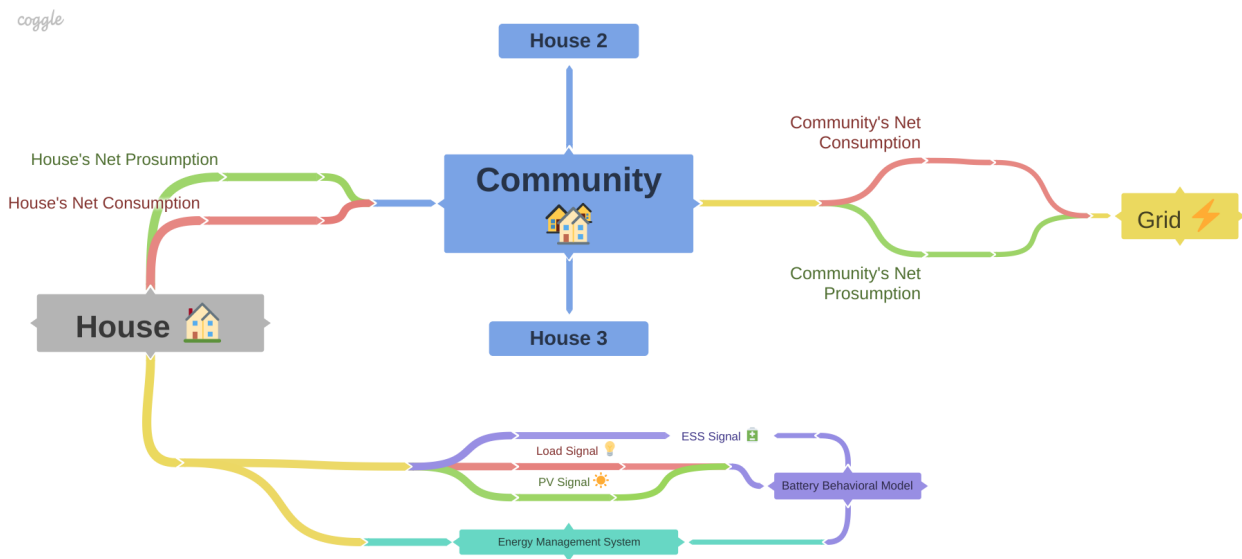 coggle
House 2
Community's Net
Consumption
House's Net Prosumption
Community
House's Net Consumption
Grid
Community's Net
Prosumption
House
House 3
ESS Signal
Load Signal
PV Signal
Battery Behavioral Model
Energy Management System